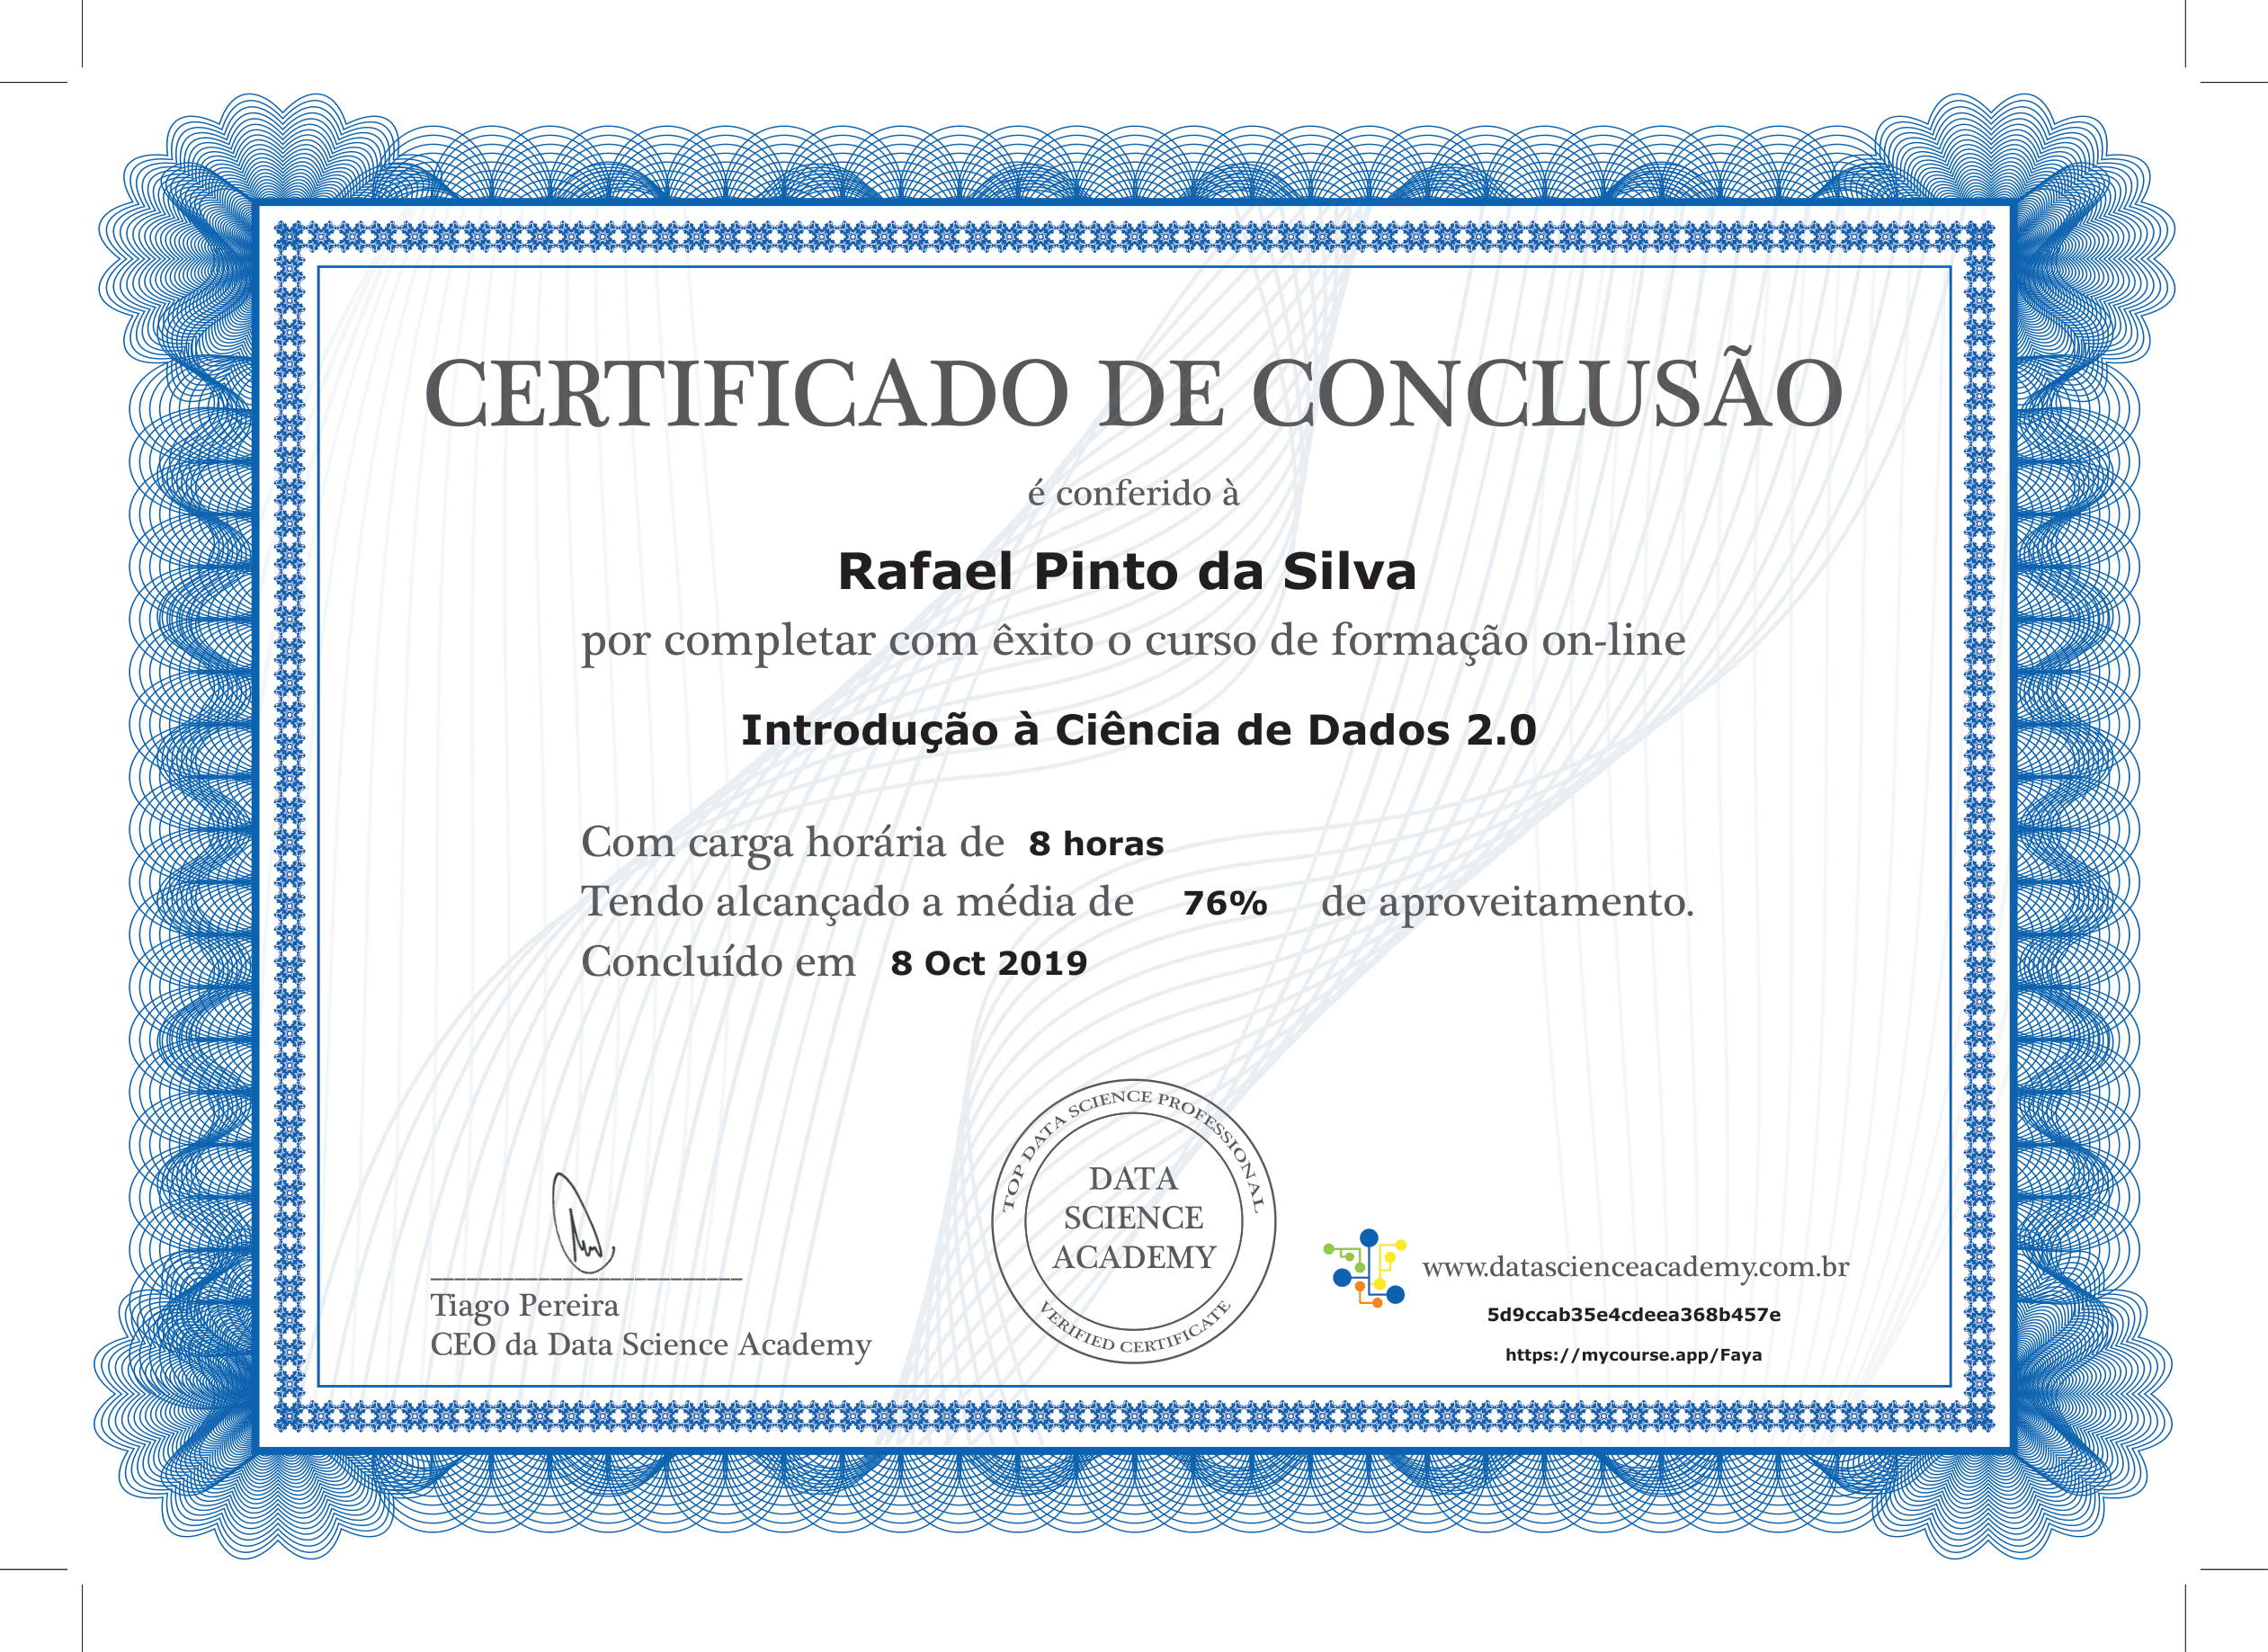 CERTIFICADO DE CONCLUSÃO
é conferido à
Rafael Pinto da Silva
por completar com êxito o curso de formação on-line
Introdução à Ciência de Dados 2.0
Com carga horária de 8 horas
Tendo alcançado a média de 76% de aproveitamento.
Concluído em 8 Oct 2019
Tiago Pereira
CEO da Data Science Academy
TOP DATA SCIENCE PROFESSIONAL
DATA
SCIENCE
ACADEMY
VERIFIED CERTIFICATE
www.datascienceacademy.com.br
5d9ccab35e4cdeea368b457e
https://mycourse.app/Faya